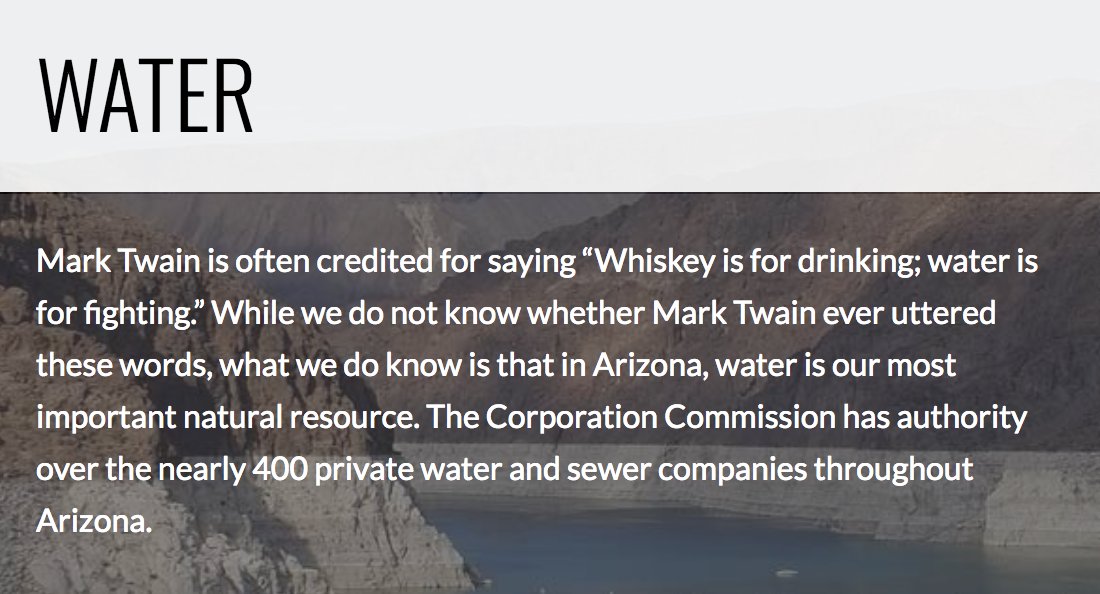 WATER
Mark Twain is often credited for saying “Whiskey is for drinking; water is
for fighting.” While we do not know whether Mark Twain ever uttered
these words, what we do know is that in Arizona, water is our most
important natural resource. The Corporation Commission has authority
over the nearly 400 private water and sewer companies throughout
Arizona.